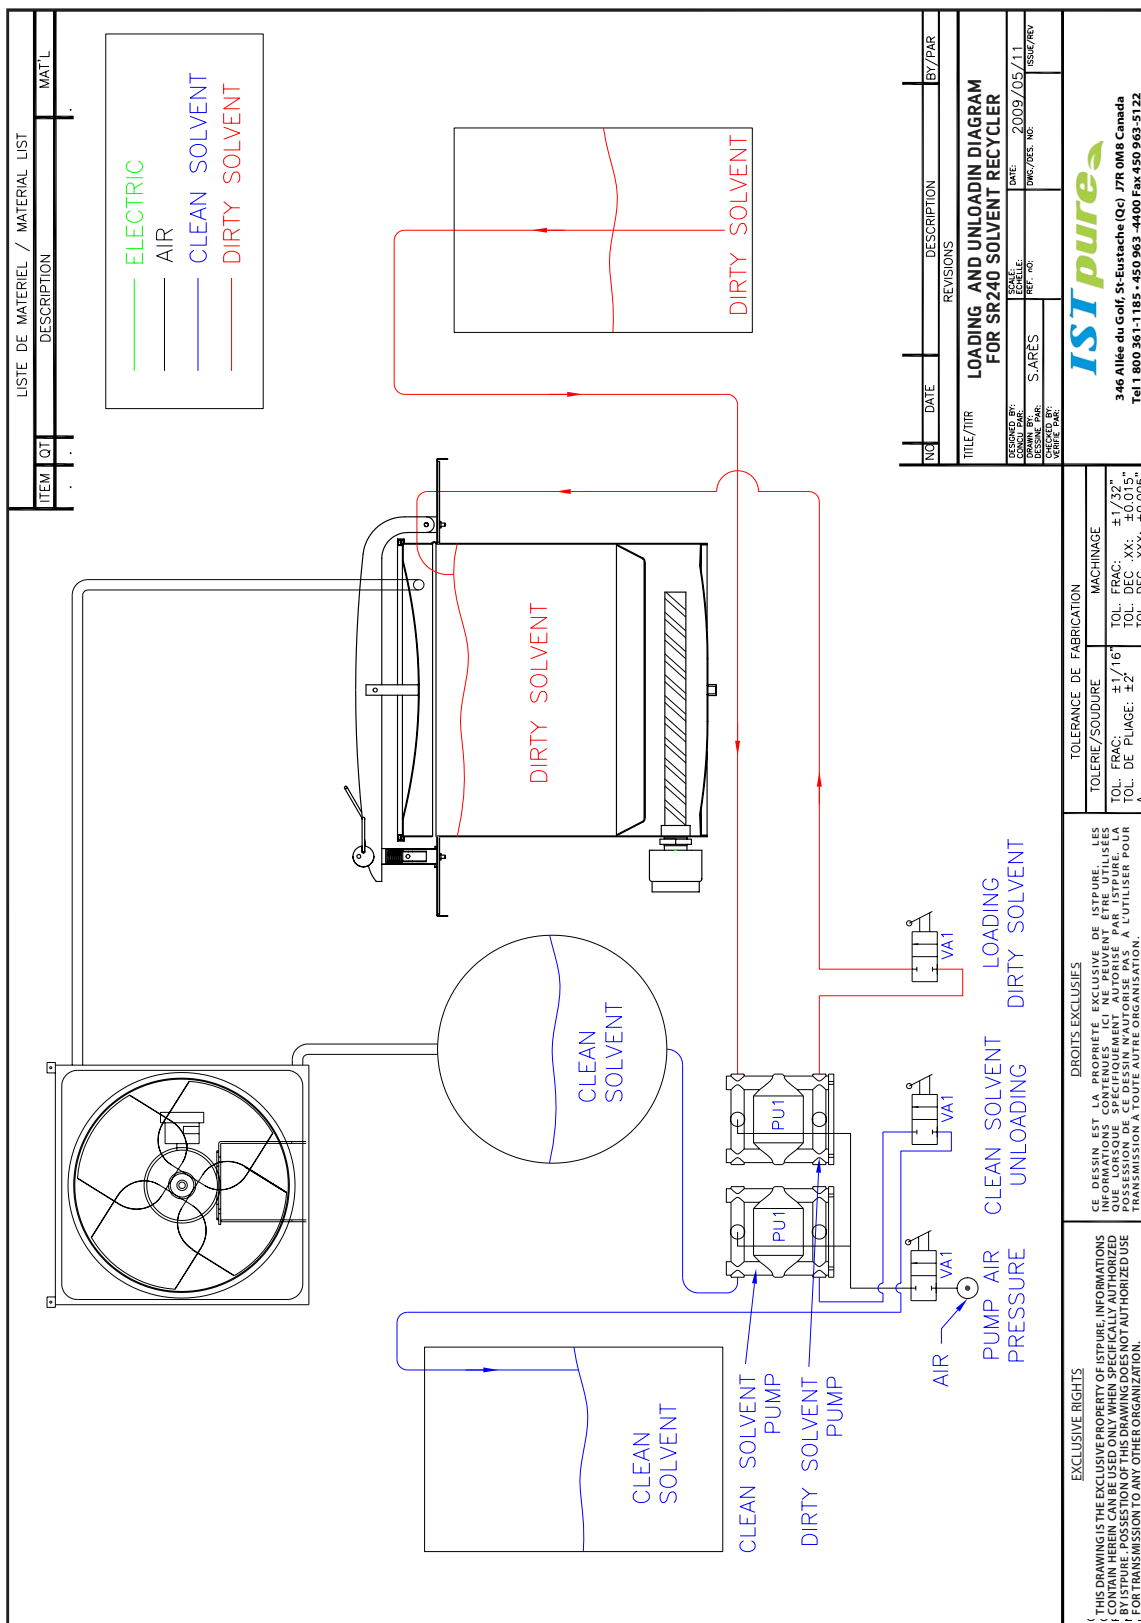 LISTE DE MATERIEL / MATERIAL LIST
ITEM QT DESCRIPTION MAT'L
ELECTRIC
AIR
CLEAN SOLVENT
DIRTY SOLVENT
DIRTY SOLVENT
DIRTY SOLVENT
CLEAN
SOLVENT
CLEAN
SOLVENT
PU1
PU1
CLEAN SOLVENT
PUMP
DIRTY SOLVENT
PUMP
VA1
VA1
VA1
AIR
PUMP AIR
PRESSURE
CLEAN SOLVENT
UNLOADING
LOADING
DIRTY SOLVENT
NO DATE DESCRIPTION BY/PAR
REVISIONS
TITLE/TITR
LOADING AND UNLOADIN DIAGRAM
FOR SR240 SOLVENT RECYCLER
DESIGNED BY:
CONCU PAR:
SCALE:
ECHELLE:
DATE:
2009/05/11
DRAWN BY:
DESSINE PAR:
S.ARÈS
REF. NO:
DWG./DES. NO:
ISSUE/REV
CHECKED BY:
VERIFIE PAR:
IST pure
346 Allée du Golf, St-Eustache (Qc) J7R 0M8 Canada
Tel 1 800 361-1185 • 450 963 -4400 Fax 450 963-5122
TOLERANCE DE FABRICATION
TOLERIE/SOUDURE MACHINAGE
TOL. FRAC: ±1/16"
TOL. DE PLIAGE: ±2°
TOL. FRAC: ±1/32"
TOL. DEC .XX: ±0.015"
DROITS EXCLUSIFS
CE DESSIN EST LA PROPRIÉTÉ EXCLUSIVE DE ISTPURE. LES
INFORMATIONS CONTENUES ICI NE PEUVENT ÊTRE UTILISÉES
QUE LORSQUE SPÉCIFIQUEMENT AUTORISÉ PAR ISTPURE. LA
POSSESSION DE CE DESSIN N'AUTORISE PAS À L'UTILISER POUR
TRANSMISSION À TOUTE AUTRE ORGANISATION.
EXCLUSIVE RIGHTS
THIS DRAWING IS THE EXCLUSIVE PROPERTY OF ISTPURE, INFORMATIONS
CONTAIN HEREIN CAN BE USED ONLY WHEN SPECIFICALLY AUTHORIZED
BY ISTPURE. POSSESTION OF THIS DRAWING DOES NOT AUTHORIZED USE
FOR TRANSMISSION TO ANY OTHER ORGANIZATION.